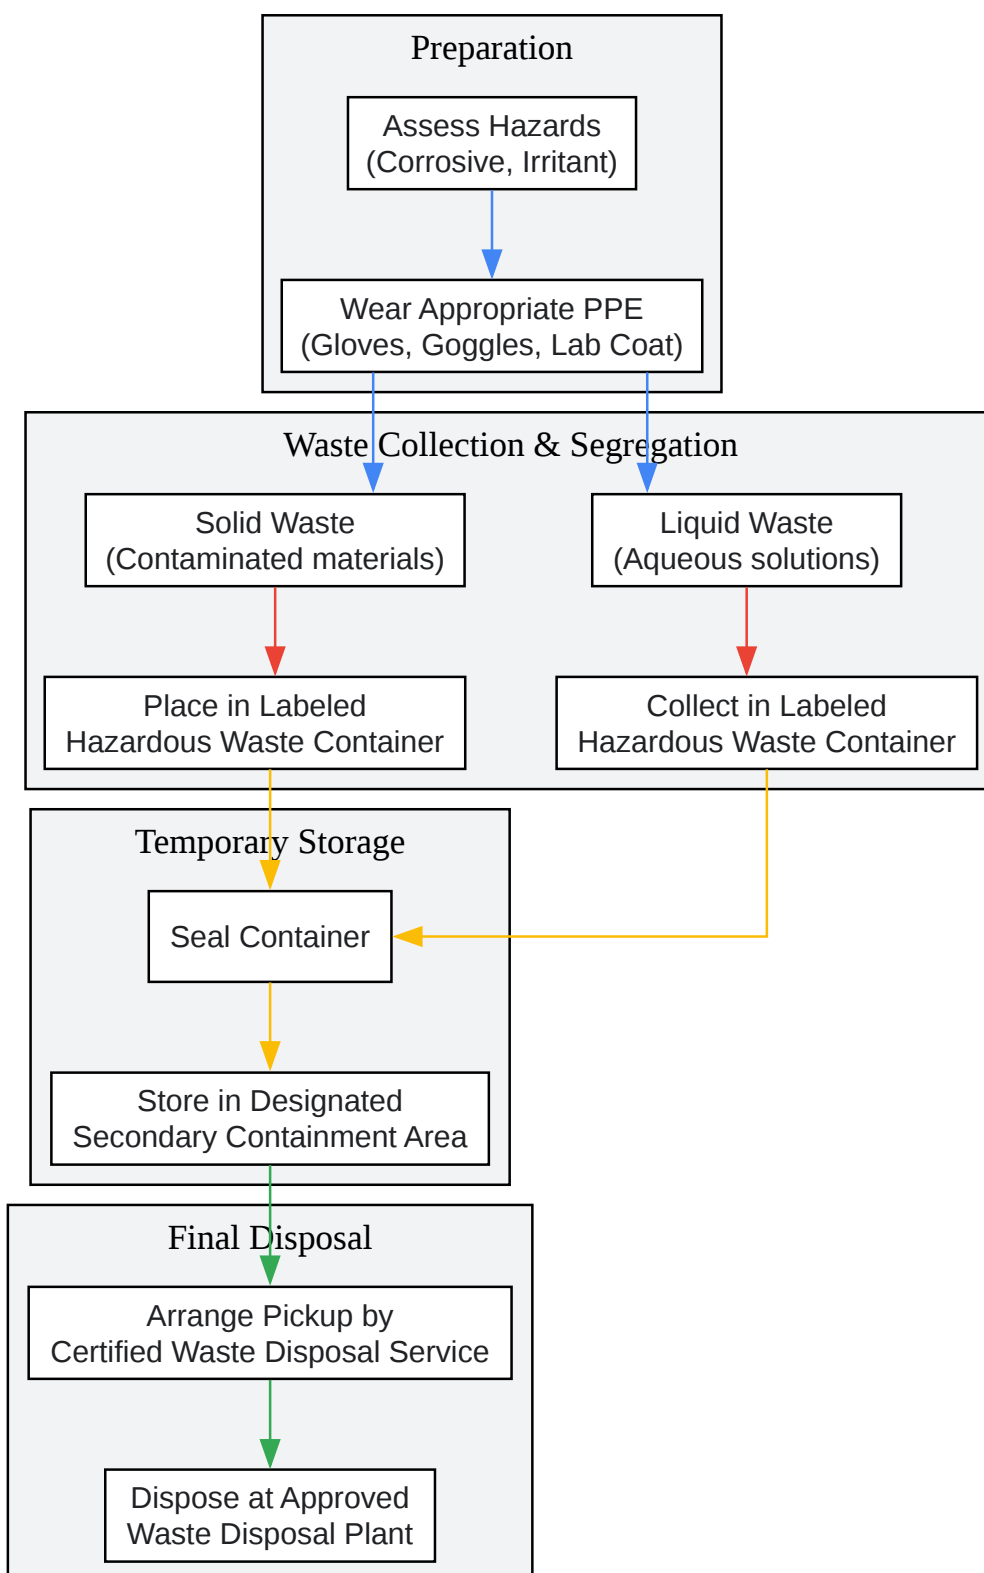 Preparation
Assess Hazards
(Corrosive, Irritant)
Wear Appropriate PPE
(Gloves, Goggles, Lab Coat)
Waste Collection & Segregation
Solid Waste
(Contaminated materials)
Liquid Waste
(Aqueous solutions)
Place in Labeled
Hazardous Waste Container
Collect in Labeled
Hazardous Waste Container
Temporary Storage
Seal Container
Store in Designated
Secondary Containment Area
Final Disposal
Arrange Pickup by
Certified Waste Disposal Service
Dispose at Approved
Waste Disposal Plant